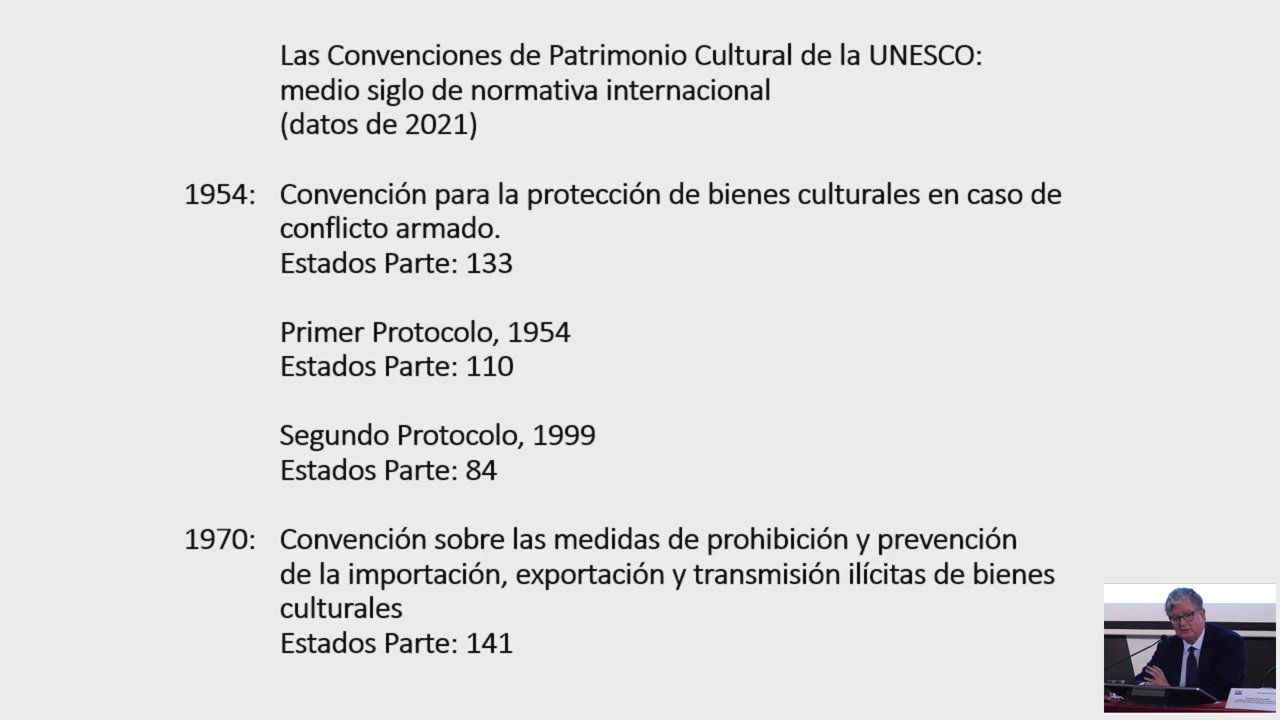 Las Convenciones de Patrimonio Cultural de la UNESCO:
medio siglo de normativa internacional
(datos de 2021)
1954: Convención para la protección de bienes culturales en caso de
conflicto armado.
Estados Parte: 133
Primer Protocolo, 1954
Estados Parte: 110
Segundo Protocolo, 1999
Estados Parte: 84
1970: Convención sobre las medidas de prohibición y prevención
de la importación, exportación y transmisión ilícitas de bienes
culturales
Estados Parte: 141